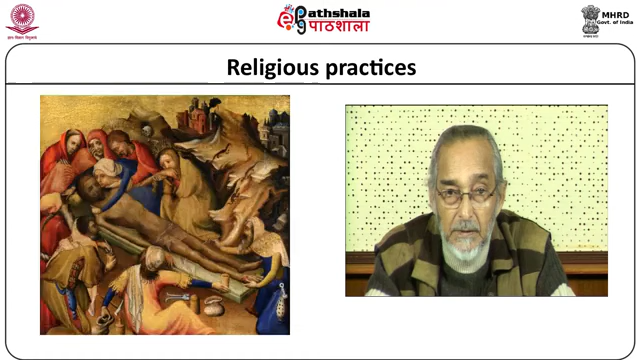 Pathshala
पाठशाला
MHRD
Govt. of India
Religious practices